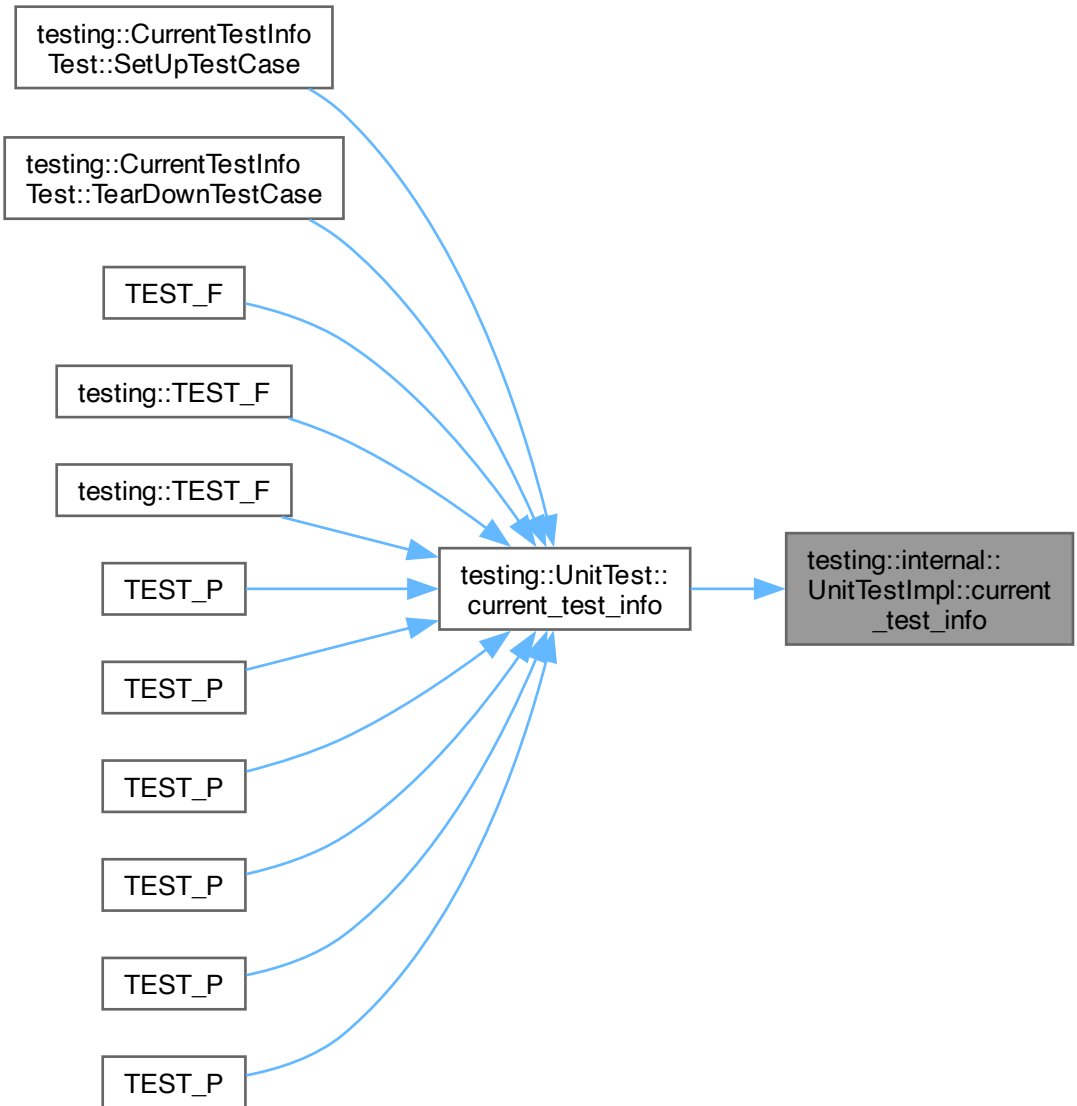 testing::CurrentTestInfo
Test::SetUpTestCase
testing::CurrentTestInfo
Test::TearDownTestCase
TEST_F
testing::TEST_F
testing::TEST_F
TEST_P
TEST_P
TEST_P
TEST_P
TEST_P
TEST_P
testing::UnitTest::
current_test_info
testing::internal::
UnitTestImpl::current
_test_info